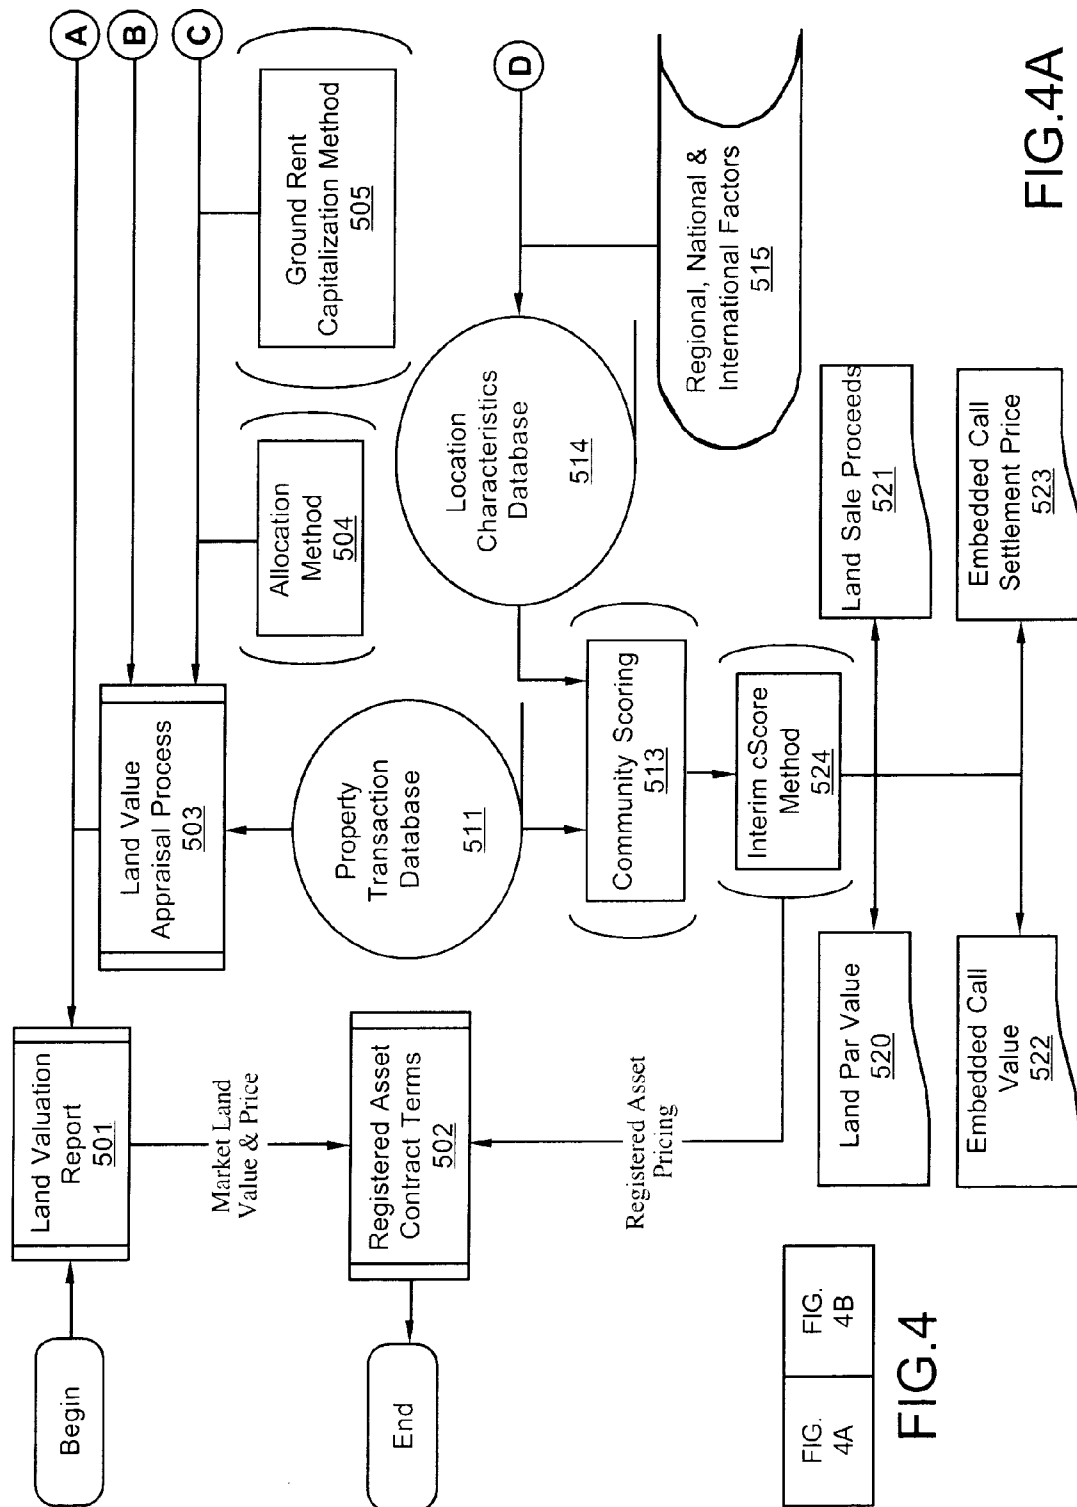 Begin
Land Valuation
Report
501
A
B
C
Land Value
Appraisal Process
503
Allocation
Method
504
Ground Rent
Capitalization Method
505
Market Land
Value & Price
Property
Transaction
Database
511
Location
Characteristics
Database
514
D
End
Registered Asset
Contract Terms
502
Community Scoring
513
Regional, National &
International Factors
515
Registered Asset
Pricing
Interim cScore
Method
524
Land Par Value
520
Land Sale Proceeds
521
Embedded Call
Value
522
Embedded Call
Settlement Price
523
FIG.
4A
FIG.
4B
FIG.4
FIG.4A